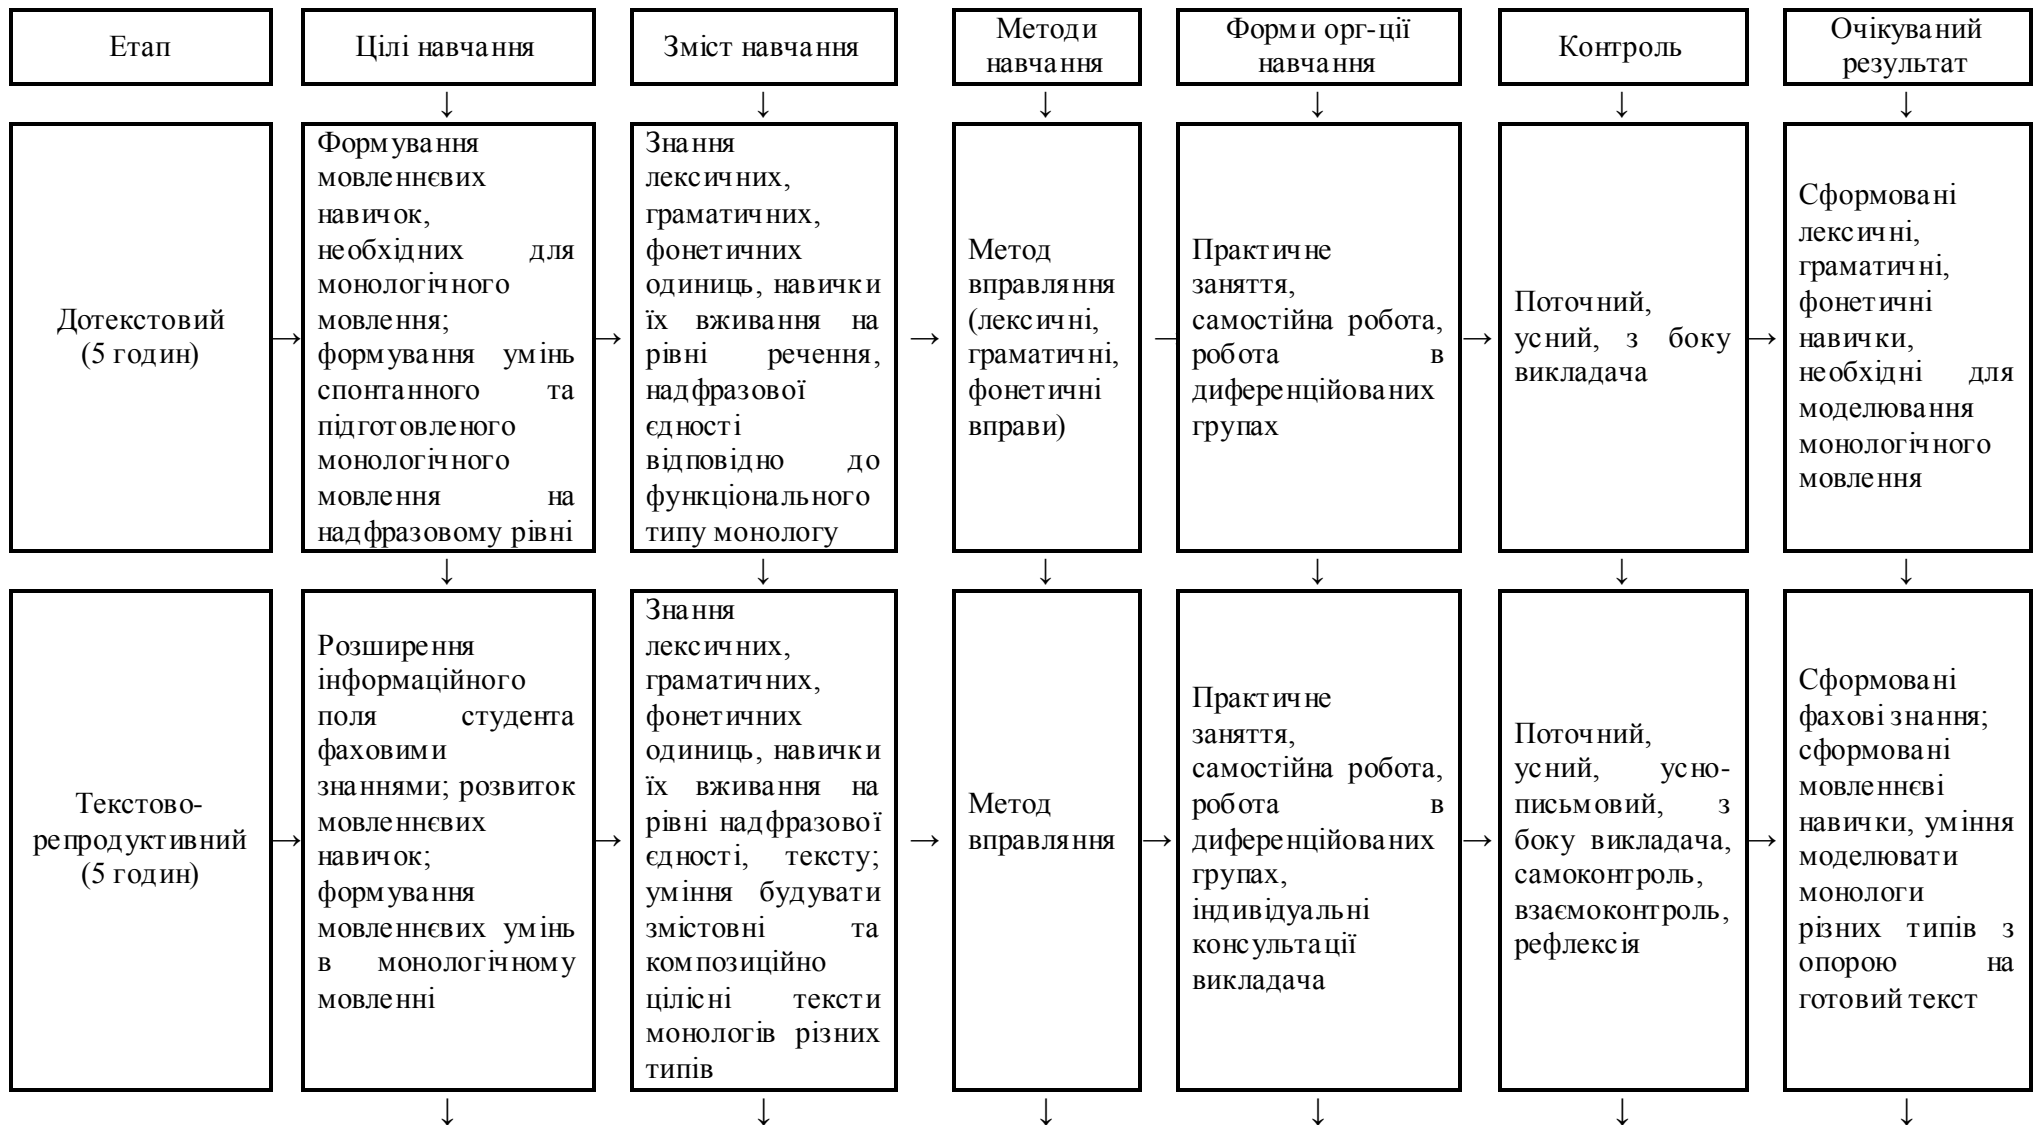 Етап
Цілі навчання
Зміст навчання
Методи
навчання
Форми орг-ції
навчання
Контроль
Очікуваний
результат
↓ ↓ ↓ ↓ ↓ ↓
Дотекстовий
(5 годин)
→
Формування
мовленнєвих
навичок,
необхідних для
монологічного
мовлення;
формування умінь
спонтанного та
підготовленого
монологічного
мовлення на
надфразовому рівні
→
Знання
лексичних,
граматичних,
фонетичних
одиниць, навички
їх вживання на
рівні речення,
надфразової
єдності
відповідно до
функціонального
типу монологу
→
Метод
вправляння
(лексичні,
граматичні,
фонетичні
вправи)
—
Практичне
заняття,
самостійна робота,
робота в
диференційованих
групах
→
Поточний,
усний, з боку
викладача
→
Сформовані
лексичні,
граматичні,
фонетичні
навички,
необхідні для
моделювання
монологічного
мовлення
↓ ↓ ↓ ↓ ↓ ↓
Текстово-
репродуктивний
(5 годин)
→
Розширення
інформаційного
поля студента
фаховими
знаннями; розвиток
мовленнєвих
навичок;
формування
мовленнєвих умінь
в монологічному
мовленні
→
Знання
лексичних,
граматичних,
фонетичних
одиниць, навички
їх вживання на
рівні надфразової
єдності, тексту;
уміння будувати
змістовні та
композиційно
цілісні тексти
монологів різних
типів
→
Метод
вправляння
→
Практичне
заняття,
самостійна робота,
робота в
диференційованих
групах,
індивідуальні
консультації
викладача
→
Поточний,
усний, усно-
письмовий, з
боку викладача,
самоконтроль,
взаємоконтроль,
рефлексія
→
Сформовані
фахові знання;
сформовані
мовленнєві
навички, уміння
моделювати
монологи
різних типів з
опорою на
готовий текст
↓ ↓ ↓ ↓ ↓ ↓